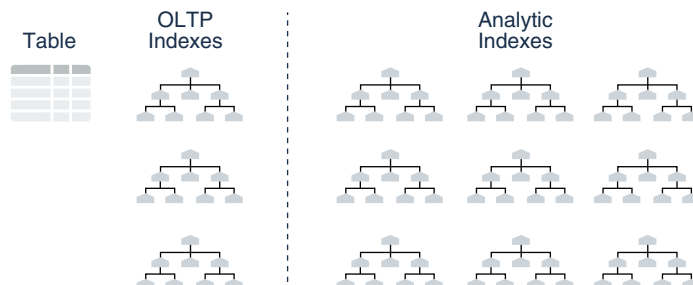 Table
OLTP
Indexes
Analytic
Indexes